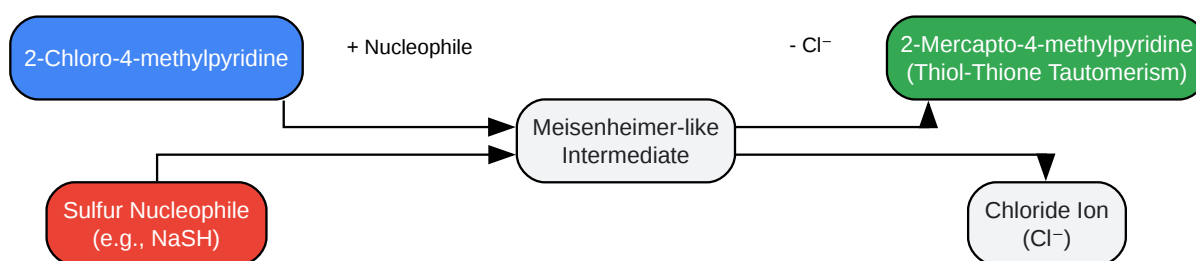 2-Chloro-4-methylpyridine
+ Nucleophile
- Cl⁻
2-Mercapto-4-methylpyridine
(Thiol-Thione Tautomerism)
Meisenheimer-like
Intermediate
Sulfur Nucleophile
(e.g., NaSH)
Chloride Ion
(Cl⁻)